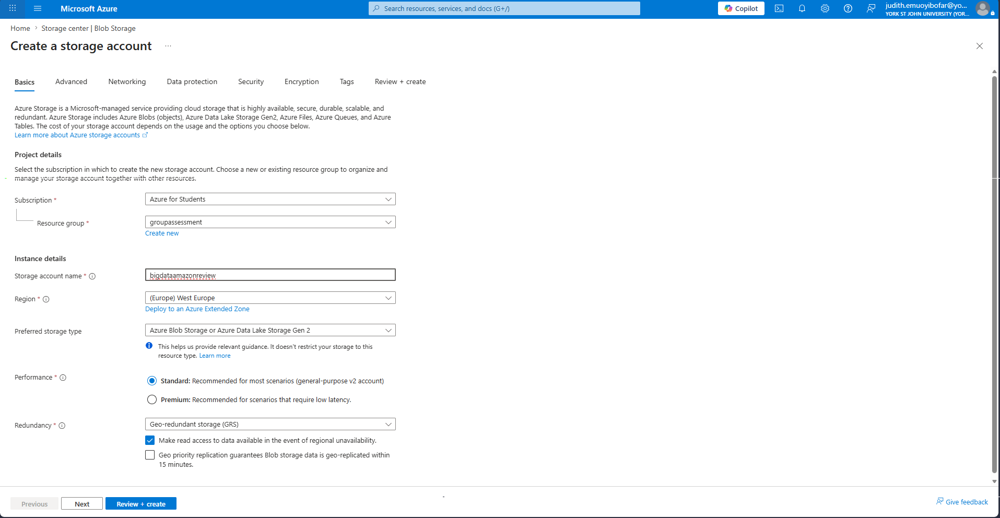 Microsoft Azure
Search resources, services, and docs (G+/)
Copilot
judith.emuoyibofar@yo...
YORK ST JOHN UNIVERSITY (YOR...
Home > Storage center | Blob Storage
Create a storage account ...
Basics Advanced Networking Data protection Security Encryption Tags Review + create
Azure Storage is a Microsoft-managed service providing cloud storage that is highly available, secure, durable, scalable, and
redundant. Azure Storage includes Azure Blobs (objects), Azure Data Lake Storage Gen2, Azure Files, Azure Queues, and Azure
Tables. The cost of your storage account depends on the usage and the options you choose below.
Learn more about Azure storage accounts
Project details
Select the subscription in which to create the new storage account. Choose a new or existing resource group to organize and
manage your storage account together with other resources.
Subscription *
Azure for Students
Resource group *
groupassessment
Create new
Instance details
Storage account name *
bigdataamazonreview
Region *
(Europe) West Europe
Deploy to an Azure Extended Zone
Preferred storage type
Azure Blob Storage or Azure Data Lake Storage Gen 2
This helps us provide relevant guidance. It doesn't restrict your storage to this
resource type. Learn more
Performance *
Standard: Recommended for most scenarios (general-purpose v2 account)
Premium: Recommended for scenarios that require low latency.
Redundancy *
Geo-redundant storage (GRS)
Make read access to data available in the event of regional unavailability.
Geo priority replication guarantees Blob storage data is geo-replicated within
15 minutes.
Previous
Next
Review + create
Give feedback